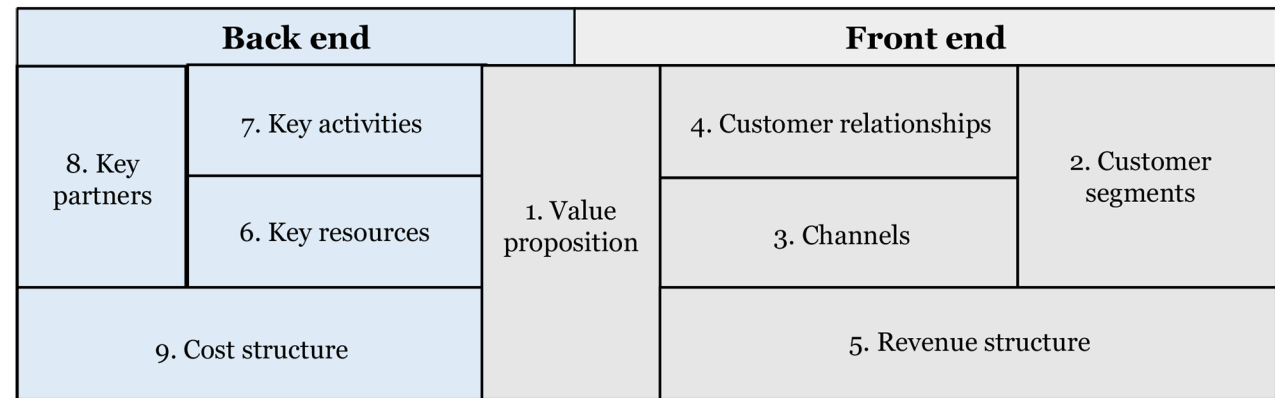 Back end
Front end
8. Key
partners
7. Key activities
6. Key resources
1. Value
proposition
4. Customer relationships
3. Channels
2. Customer
segments
9. Cost structure
5. Revenue structure